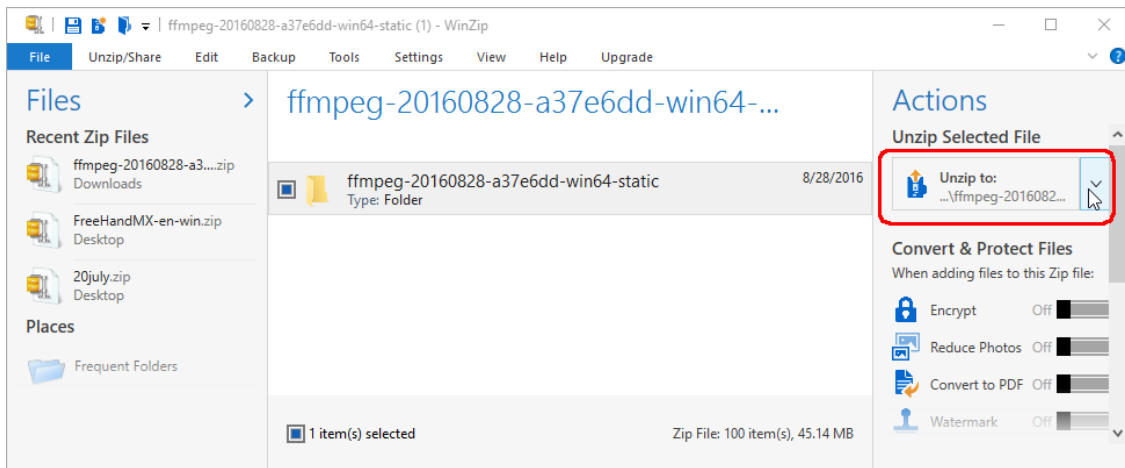 ffmpeg-20160828-a37e6dd-win64-static (1) - WinZip
File Unzip/Share Edit Backup Tools Settings View Help Upgrade ?
Files >
Recent Zip Files
ffmpeg-20160828-a3....zip
Downloads
FreeHandMX-en-win.zip
Desktop
20july.zip
Desktop
Places
Frequent Folders
ffmpeg-20160828-a37e6dd-win64-...
ffmpeg-20160828-a37e6dd-win64-static 8/28/2016
Type: Folder
1 item(s) selected Zip File: 100 item(s), 45.14 MB
Actions
Unzip Selected File
Unzip to:
...\ffmpeg-2016082...
Convert & Protect Files
When adding files to this Zip file:
Encrypt Off
Reduce Photos Off
Convert to PDF Off
Watermark Off